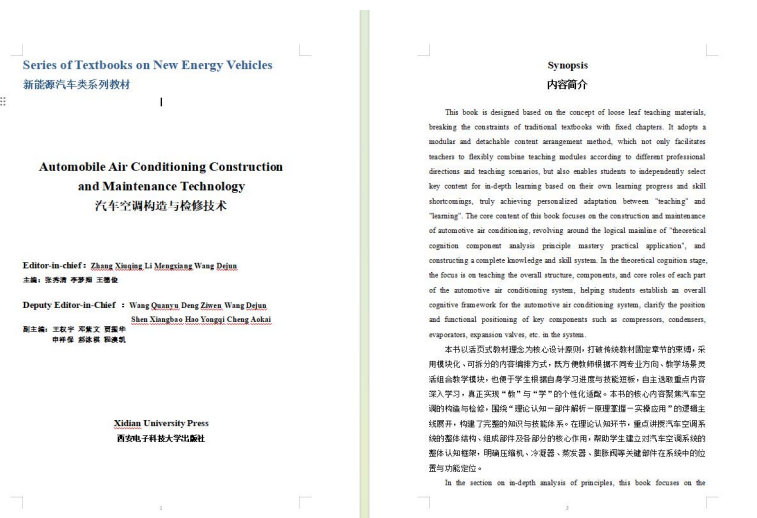 Series of Textbooks on New Energy Vehicles
新能源汽车类系列教材
Automobile Air Conditioning Construction
and Maintenance Technology
汽车空调构造与检修技术
Editor-in-chief： Zhang Xiuqing Li Mengxiang Wang Dejun
主编：张秀清 李梦翔 王德俊
Deputy Editor-in-Chief ：Wang Quanyu Deng Ziwen Wang Dejun
Shen Xiangbao Hao Yongqi Cheng Aokai
副主编：王权宇 邓紫文 贾振华
申祥保 郝泳祺 程澳凯
Xidian University Press
西安电子科技大学出版社
1
Synopsis
内容简介
This book is designed based on the concept of loose leaf teaching materials,
breaking the constraints of traditional textbooks with fixed chapters. It adopts a
modular and detachable content arrangement method, which not only facilitates
teachers to flexibly combine teaching modules according to different professional
directions and teaching scenarios, but also enables students to independently select
key content for in-depth learning based on their own learning progress and skill
shortcomings, truly achieving personalized adaptation between "teaching" and
"learning". The core content of this book focuses on the construction and maintenance
of automotive air conditioning, revolving around the logical mainline of "theoretical
cognition component analysis principle mastery practical application", and
constructing a complete knowledge and skill system. In the theoretical cognition stage,
the focus is on teaching the overall structure, components, and core roles of each part
of the automotive air conditioning system, helping students establish an overall
cognitive framework for the automotive air conditioning system, clarify the position
and functional positioning of key components such as compressors, condensers,
evaporators, expansion valves, etc. in the system.
本书以活页式教材理念为核心设计原则，打破传统教材固定章节的束缚，采
用模块化、可拆分的内容编排方式，既方便教师根据不同专业方向、教学场景灵
活组合教学模块，也便于学生根据自身学习进度与技能短板，自主选取重点内容
深入学习，真正实现“教”与“学”的个性化适配。本书的核心内容聚焦汽车空
调的构造与检修，围绕“理论认知—部件解析—原理掌握—实操应用”的逻辑主
线展开，构建了完整的知识与技能体系。在理论认知环节，重点讲授汽车空调系
统的整体结构、组成部件及各部分的核心作用，帮助学生建立对汽车空调系统的
整体认知框架，明确压缩机、冷凝器、蒸发器、膨胀阀等关键部件在系统中的位
置与功能定位。
In the section on in-depth analysis of principles, this book focuses on the
2